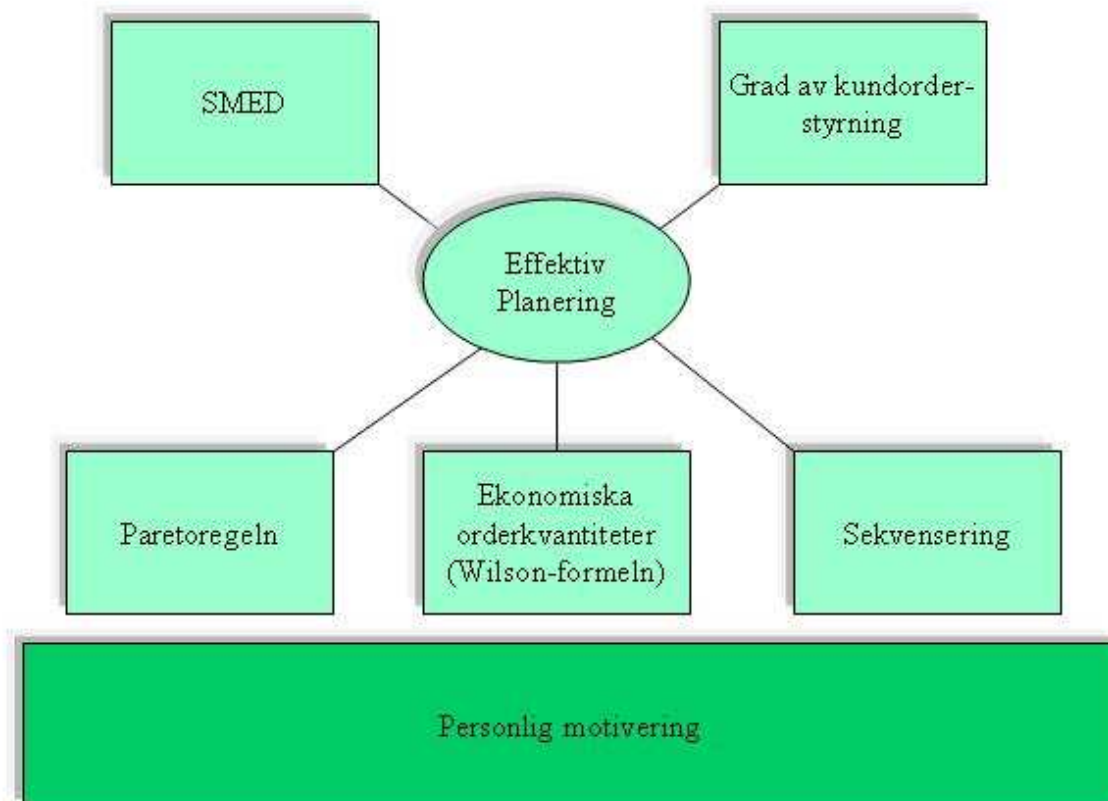 SMED
Grad av kundorder-
styrning
Effektiv
Planering
Paretoregeln
Ekonomiska
orderkvantiteter
(Wilson-formeln)
Sekvensering
Personlig motivering